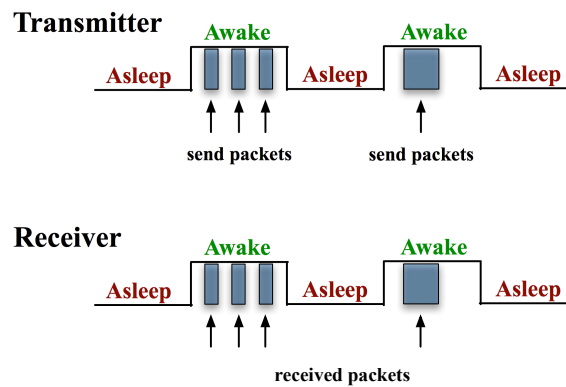 Transmitter
Awake Awake
Asleep Asleep Asleep
send packets send packets
Receiver
Awake Awake
Asleep Asleep Asleep
received packets